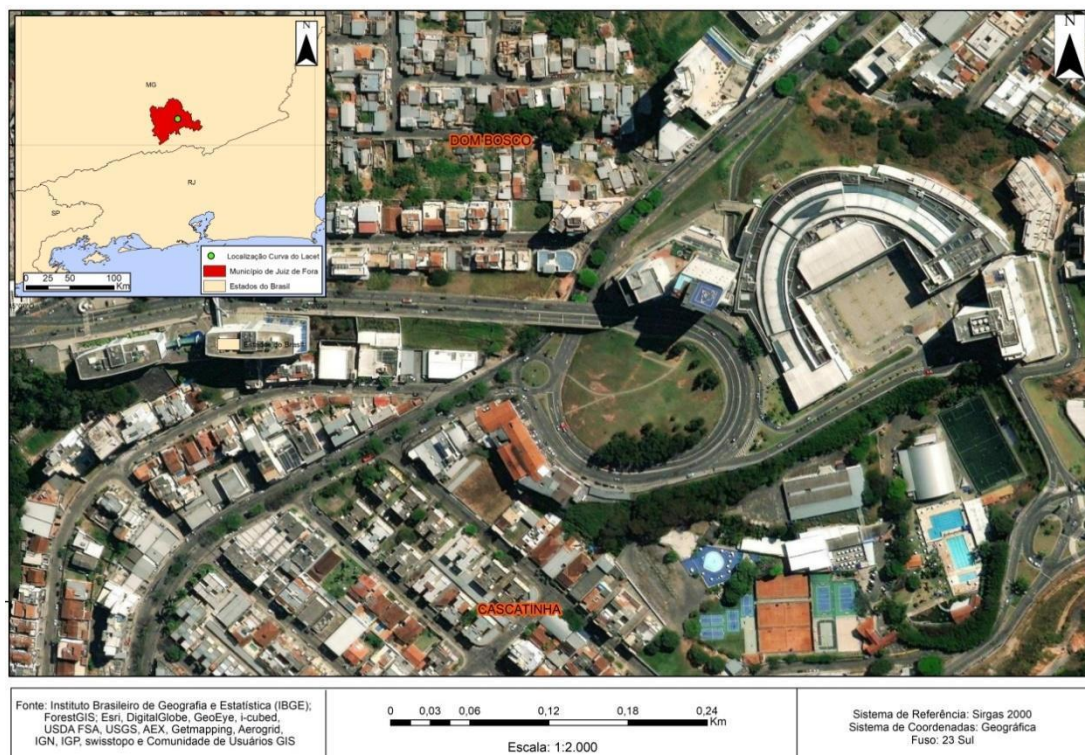 N
MG
RJ
SP
Localização Curva do Lacet
Município de Juiz de Fora
Estados do Brasil
0 25 50 100
Km
N
DOM BOSCO
Estados do Brasil
CASCATINHA
Fonte: Instituto Brasileiro de Geografia e Estatística (IBGE);
ForestGIS; Esri, DigitalGlobe, GeoEye, i-cubed,
USDA FSA, USGS, AEX, Getmapping, Aerogrid,
IGN, IGP, swisstopo e Comunidade de Usuários GIS
0 0,03 0,06 0,12 0,18 0,24
Km
Escala: 1:2.000
Sistema de Referência: Sirgas 2000
Sistema de Coordenadas: Geográfica
Fuso: 23 Sul